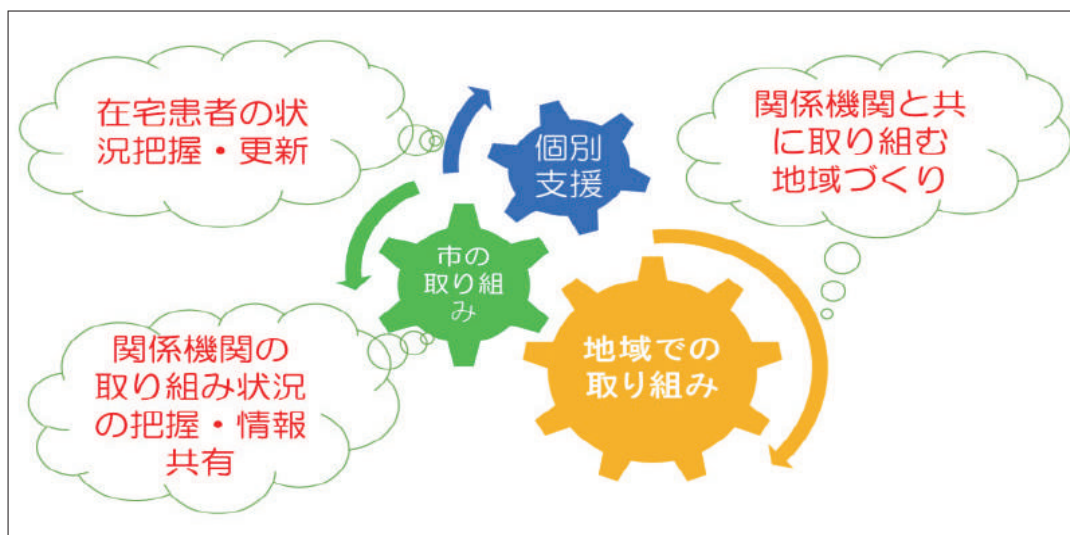 在宅患者の状
況把握・更新
個別
支援
関係機関と共
に取り組む
地域づくり
市の
取り組
み
関係機関の
取り組み状況
の把握・情報
共有
地域での
取り組み